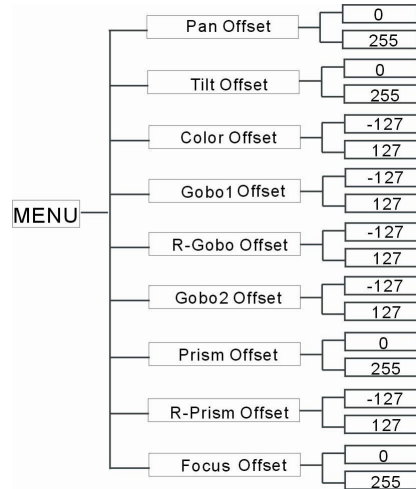 MENU
Pan Offset
0
255
Tilt Offset
0
255
Color Offset
-127
127
Gobo1 Offset
-127
127
R-Gobo Offset
-127
127
Gobo2 Offset
-127
127
Prism Offset
0
255
R-Prism Offset
-127
127
Focus Offset
0
255